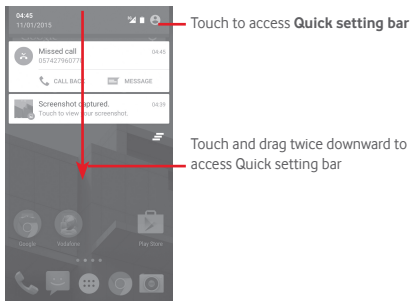 04:45
11/01/2015
Touch to access Quick setting bar
Missed call 04:45
CALL BACK MESSAGE
Screenshot captured. 04:39
Touch to view your screenshot.
Touch and drag twice downward to
access Quick setting bar
Google Vodafone Play Store